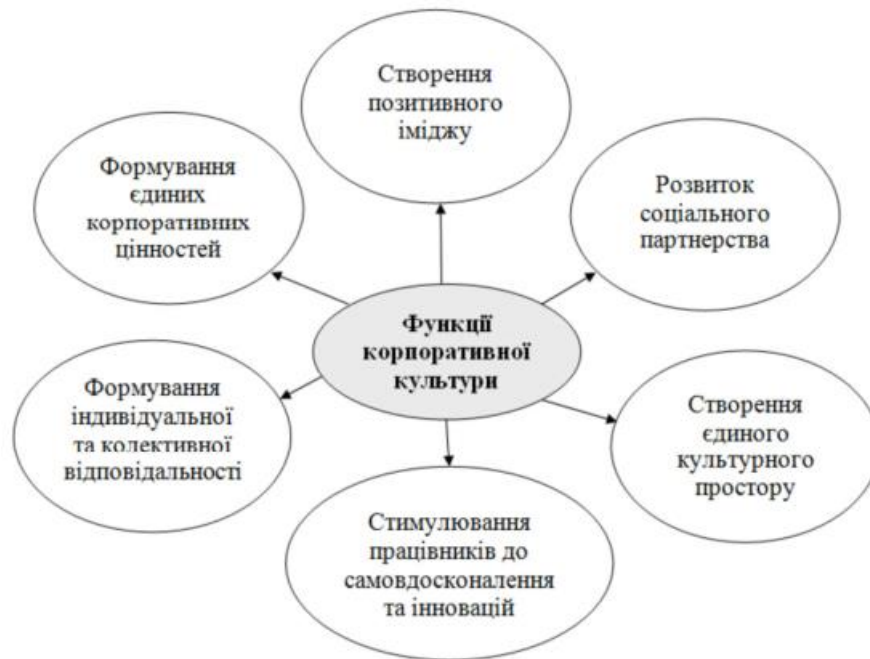 Створення
позитивного
іміджу
Формування
єдиних
корпоративних
цінностей
Розвиток
соціального
партнерства
Функції
корпоративної
культури
Формування
індивідуальної
та колективної
відповідальності
Створення
єдиного
культурного
простору
Стимулювання
працівників до
самовдосконалення
та інновацій